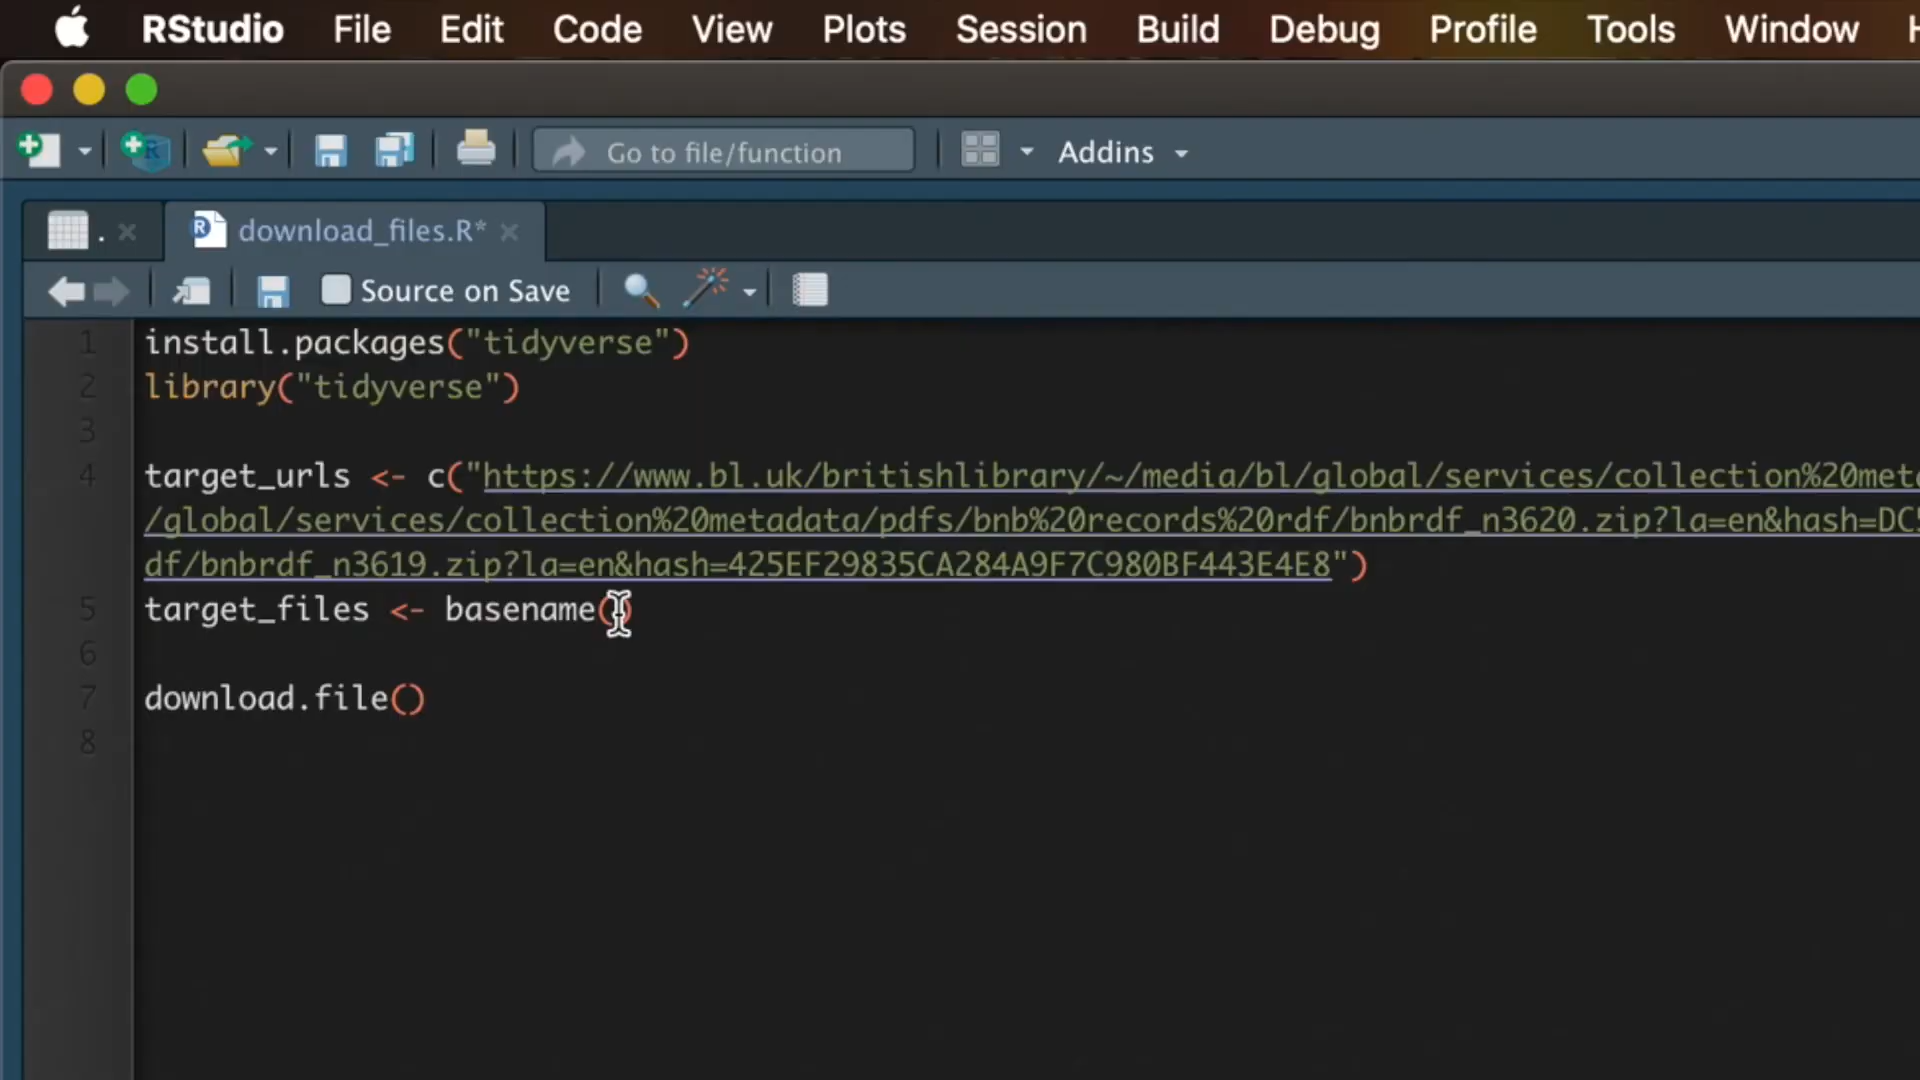 RStudio File Edit Code View Plots Session Build Debug Profile Tools Window
Go to file/function Addins
. download_files.R*
Source on Save
1 install.packages("tidyverse")
2 library("tidyverse")
3
4 target_urls <- c("https://www.bl.uk/britishlibrary/~/media/bl/global/services/collection%20meta
/global/services/collection%20metadata/pdfs/bnb%20records%20rdf/bnbrdf_n3620.zip?la=en&hash=DC
df/bnbrdf_n3619.zip?la=en&hash=425EF29835CA284A9F7C980BF443E4E8")
5 target_files <- basename()
6
7 download.file()
8